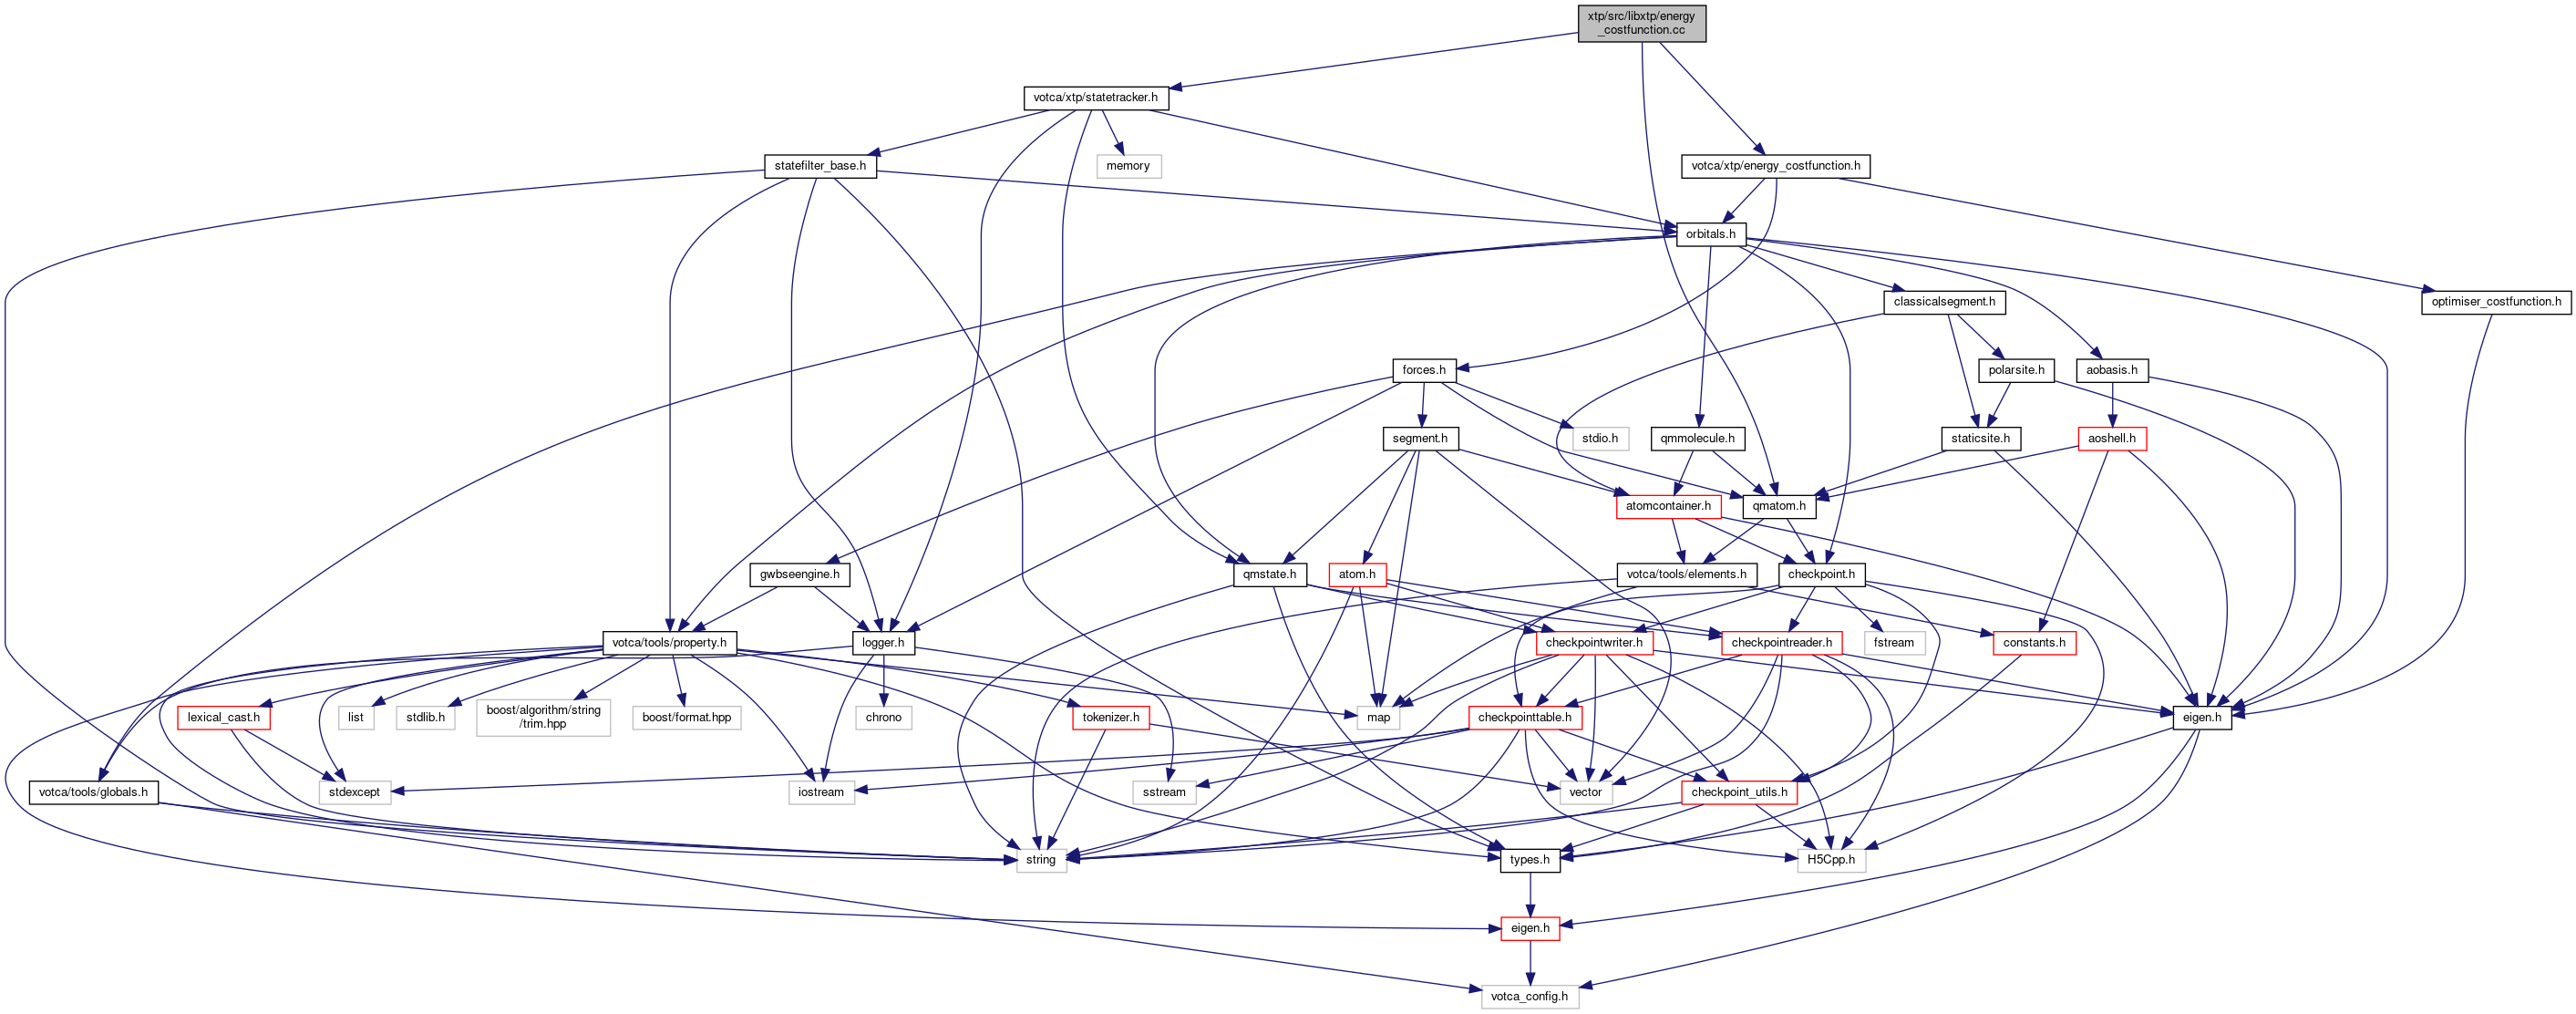 xtp/src/libxtp/energy
_costfunction.cc
votca/xtp/statetracker.h
statefilter_base.h
memory
votca/xtp/energy_costfunction.h
orbitals.h
classicalsegment.h
optimiser_costfunction.h
forces.h
polarsite.h
aobasis.h
segment.h
stdio.h
qmmolecule.h
staticsite.h
aoshell.h
atomcontainer.h
qmatom.h
gwbseengine.h
qmstate.h
atom.h
votca/tools/elements.h
checkpoint.h
votca/tools/property.h
logger.h
checkpointwriter.h
checkpointreader.h
fstream
constants.h
lexical_cast.h
list
stdlib.h
boost/algorithm/string
/trim.hpp
boost/format.hpp
chrono
tokenizer.h
map
checkpointtable.h
eigen.h
votca/tools/globals.h
stdexcept
iostream
sstream
vector
checkpoint_utils.h
string
types.h
H5Cpp.h
eigen.h
votca_config.h